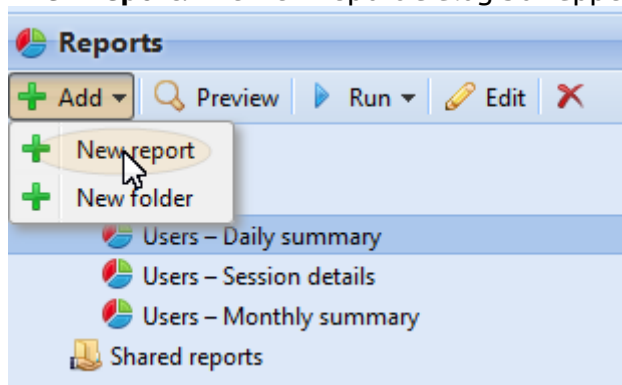 Reports
Add Preview Run Edit
New report
New folder
Users – Daily summary
Users – Session details
Users – Monthly summary
Shared reports